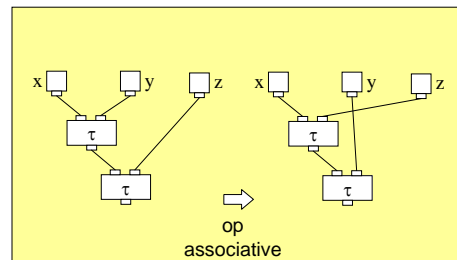 x y z x y z
τ τ
τ τ
op
associative